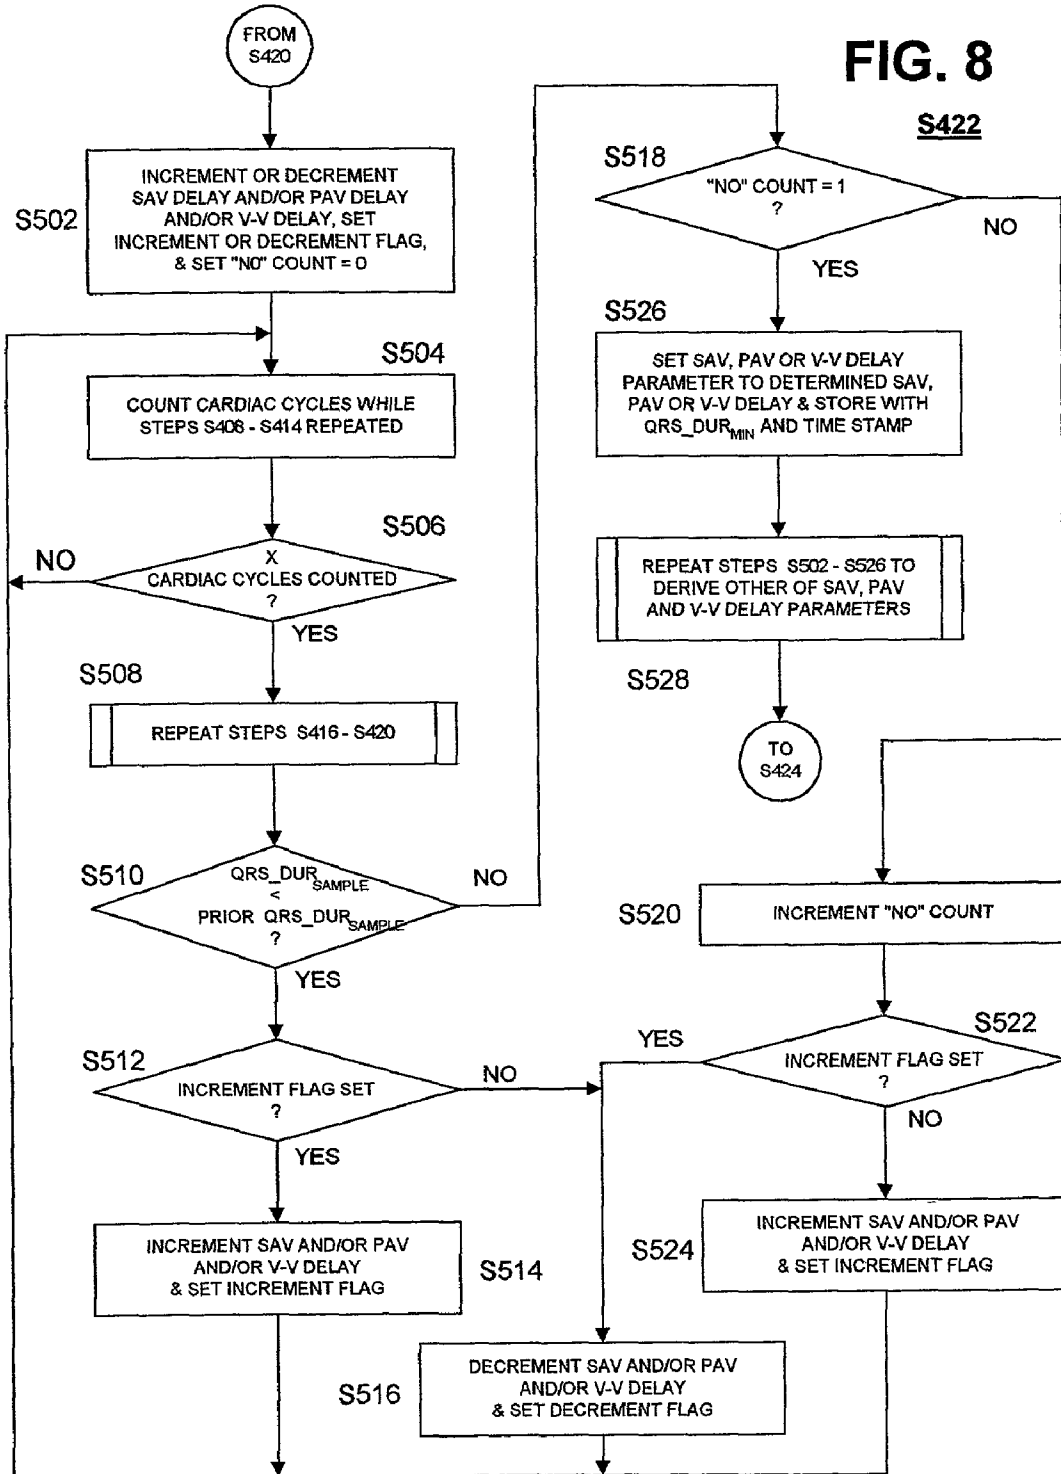 FIG. 8
S422
FROM
S420
S502
INCREMENT OR DECREMENT
SAV DELAY AND/OR PAV DELAY
AND/OR V-V DELAY, SET
INCREMENT OR DECREMENT FLAG,
& SET "NO" COUNT = 0
S504
COUNT CARDIAC CYCLES WHILE
STEPS S408 - S414 REPEATED
S506
X
CARDIAC CYCLES COUNTED
?
NO
YES
S508
REPEAT STEPS S416 - S420
S510
QRS_DUR SAMPLE
<
PRIOR QRS_DUR SAMPLE
?
NO
YES
S512
INCREMENT FLAG SET
?
NO
YES
INCREMENT SAV AND/OR PAV
AND/OR V-V DELAY
& SET INCREMENT FLAG
S514
S516
DECREMENT SAV AND/OR PAV
AND/OR V-V DELAY
& SET DECREMENT FLAG
S518
"NO" COUNT = 1
?
NO
YES
S526
SET SAV, PAV OR V-V DELAY
PARAMETER TO DETERMINED SAV,
PAV OR V-V DELAY & STORE WITH
QRS_DUR MIN AND TIME STAMP
REPEAT STEPS S502 - S526 TO
DERIVE OTHER OF SAV, PAV
AND V-V DELAY PARAMETERS
S528
TO
S424
S520
INCREMENT "NO" COUNT
S522
YES
INCREMENT FLAG SET
?
NO
S524
INCREMENT SAV AND/OR PAV
AND/OR V-V DELAY
& SET INCREMENT FLAG